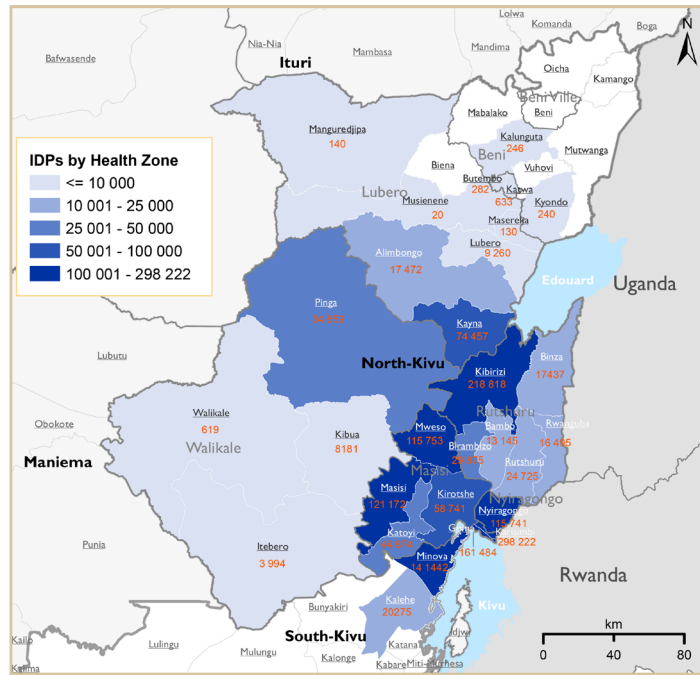 Lolwa
Komanda
Boga
N
Nia-Nia
Mambasa
Mandima
Bafwasende
Ituri
Oicha
Kamango
Beni Ville
Mabalako
Beni
Manguredjipa
140
Kalunguta
246
Mutwanga
Beni
Biena
Vuhovi
Butembo
282
Katwa
633
Lubero
Musienene
20
Kyondo
240
Masereka
130
Lubero
9 260
Alimbongo
17 472
Edouard
Uganda
IDPs by Health Zone
<= 10 000
10 001 - 25 000
25 001 - 50 000
50 001 - 100 000
100 001 - 298 222
Pinga
Kayna
74 457
Lubutu
North-Kivu
Binza
17437
Kibirizi
218 818
Walikale
619
Walikale
Obokote
Kibua
8181
Mweso
115 753
Rutshuru
Bambo
13 145
Rwanguba
Birambizo
Maniema
Masisi
Rutshuru
24 725
Masisi
121 172
Kirotshe
58 741
Nyiragongo
Nyiragongo
115 741
Goma
161 484
298 222
Katoyi
Punia
Itebero
3 994
Minova
14 1442
Rwanda
Kalehe
20275
Kivu
Bunyakiri
South-Kivu
Idjwi
Kailo
Kalima
Lulingu
Mulungu
Kalonge
Katana
Kabare
Miti-Murhesa
km
0
40
80